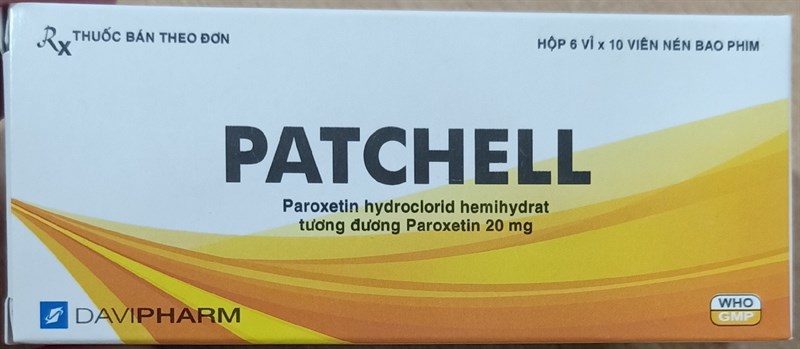 Rx THUỐC BÁN THEO ĐƠN
HỘP 6 VỈ x 10 VIÊN NÉN BAO PHIM
PATCHELL
Paroxetin hydroclorid hemihydrat
tương đương Paroxetin 20 mg
DAVIPHARM
WHO
GMP